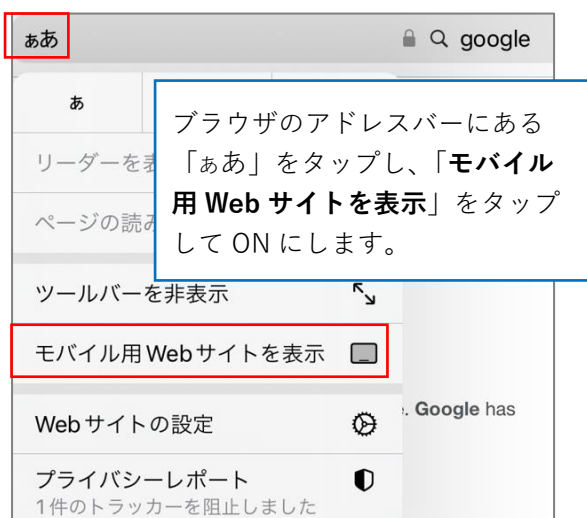 ぁあ
google
ぁ
ブラウザのアドレスバーにある
「ぁあ」をタップし、「モバイル
用 Web サイトを表示」をタップ
して ON にします。
リーダーを
ページの読み
ツールバーを非表示
モバイル用Webサイトを表示
Webサイトの設定
. Google has
プライバシーレポート
1件のトラッカーを阻止しました